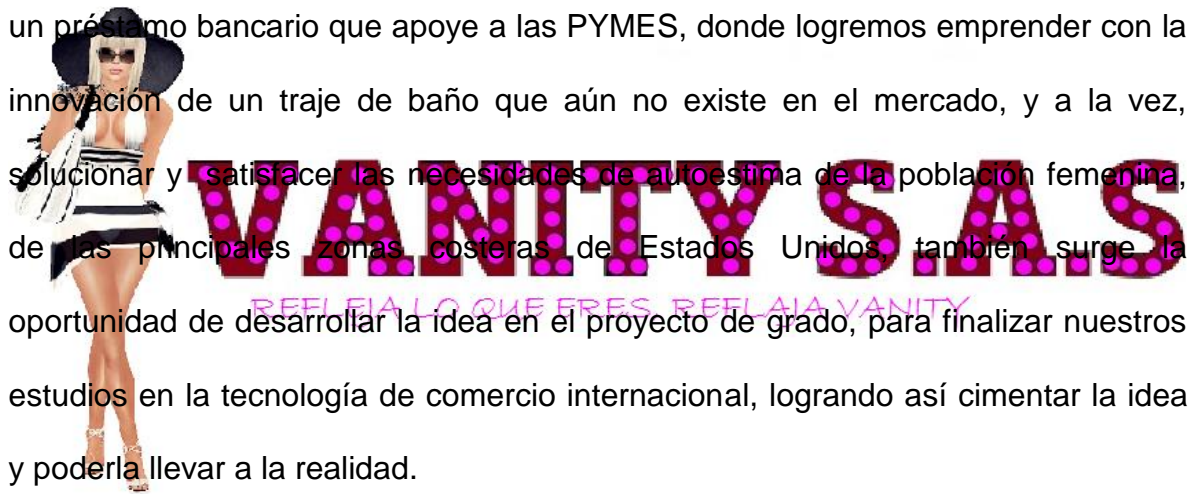 un préstamo bancario que apoye a las PYMES, donde logremos emprender con la
innovación de un traje de baño que aún no existe en el mercado, y a la vez,
solucionar y satisfacer las necesidades de autoestima de la población femenina,
VANITY S.A.S
de las principales zonas costeras de Estados Unidos, también surge la
REFLEJA LO QUE ERES, REFLAJA VANITY
oportunidad de desarrollar la idea en el proyecto de grado, para finalizar nuestros
estudios en la tecnología de comercio internacional, logrando así cimentar la idea
y poderla llevar a la realidad.